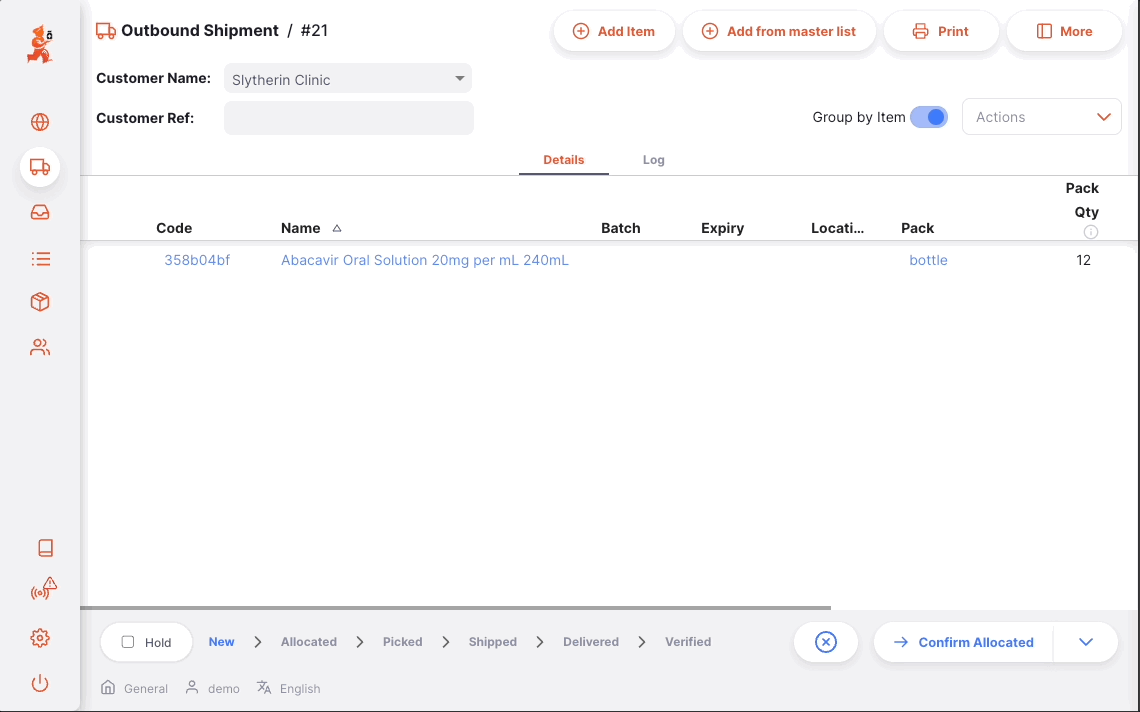 Outbound Shipment / #21
Add Item
Add from master list
Print
More
Customer Name:
Slytherin Clinic
Customer Ref:
Group by Item
Actions
Details
Log
Code
Name
Batch
Expiry
Locati...
Pack
Pack
Qty
358b04bf
Abacavir Oral Solution 20mg per mL 240mL
bottle
12
Hold
New
Allocated
Picked
Shipped
Delivered
Verified
Confirm Allocated
General
demo
English